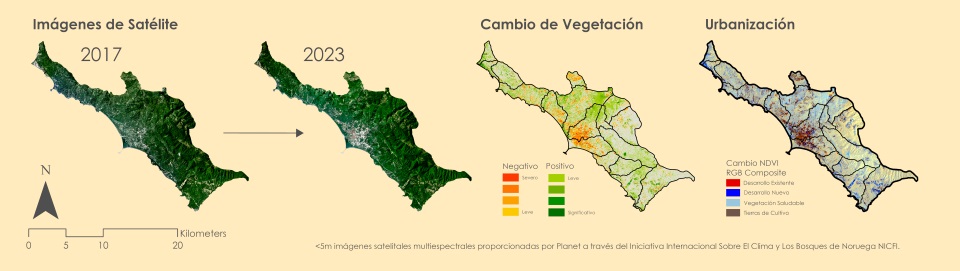 Imágenes de Satélite
2017
2023
N
0 5 10 20
Kilometers
Cambio de Vegetación
Negativo
Positivo
Severo
Leve
Leve
Significativo
Urbanización
Cambio NDVI
RGB Composite
Desarrollo Existente
Desarrollo Nuevo
Vegetación Saludable
Tierras de Cultivo
<5m imágenes satelitales multiespectrales proporcionadas por Planet a través del Iniciativa Internacional Sobre El Clima y Los Bosques de Noruega NICFI.